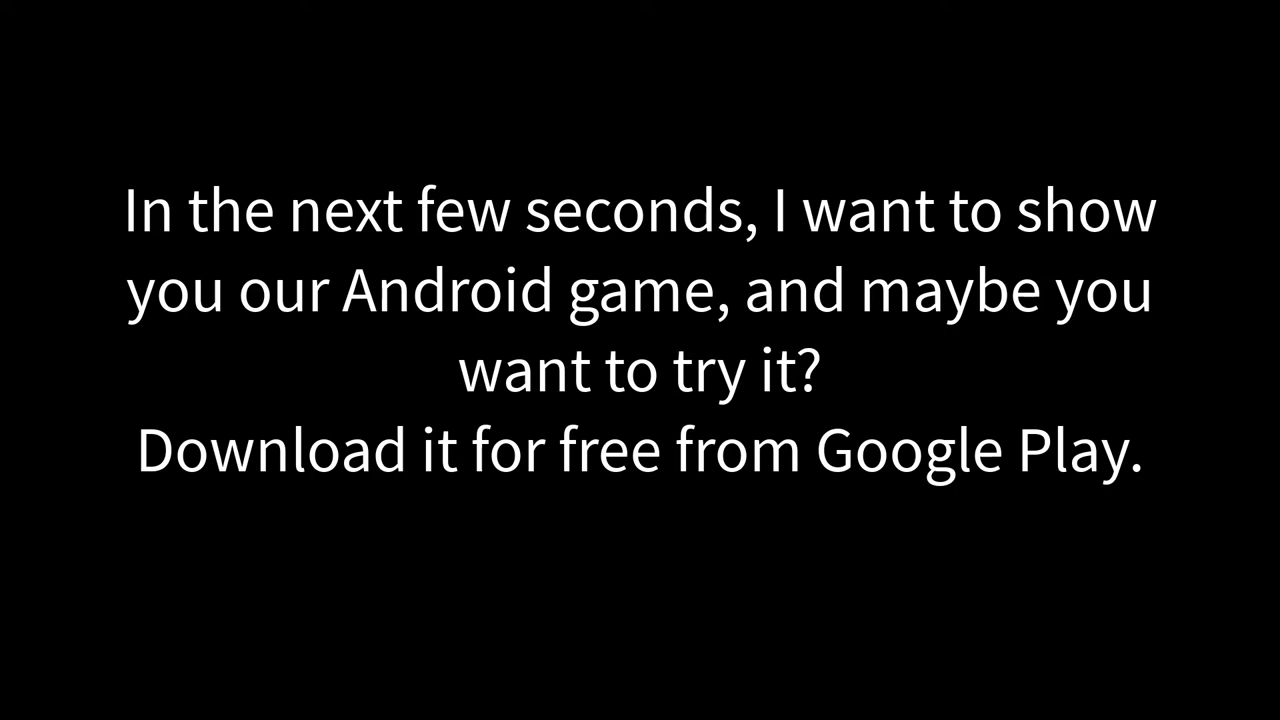 In the next few seconds, I want to show
you our Android game, and maybe you
want to try it?
Download it for free from Google Play.